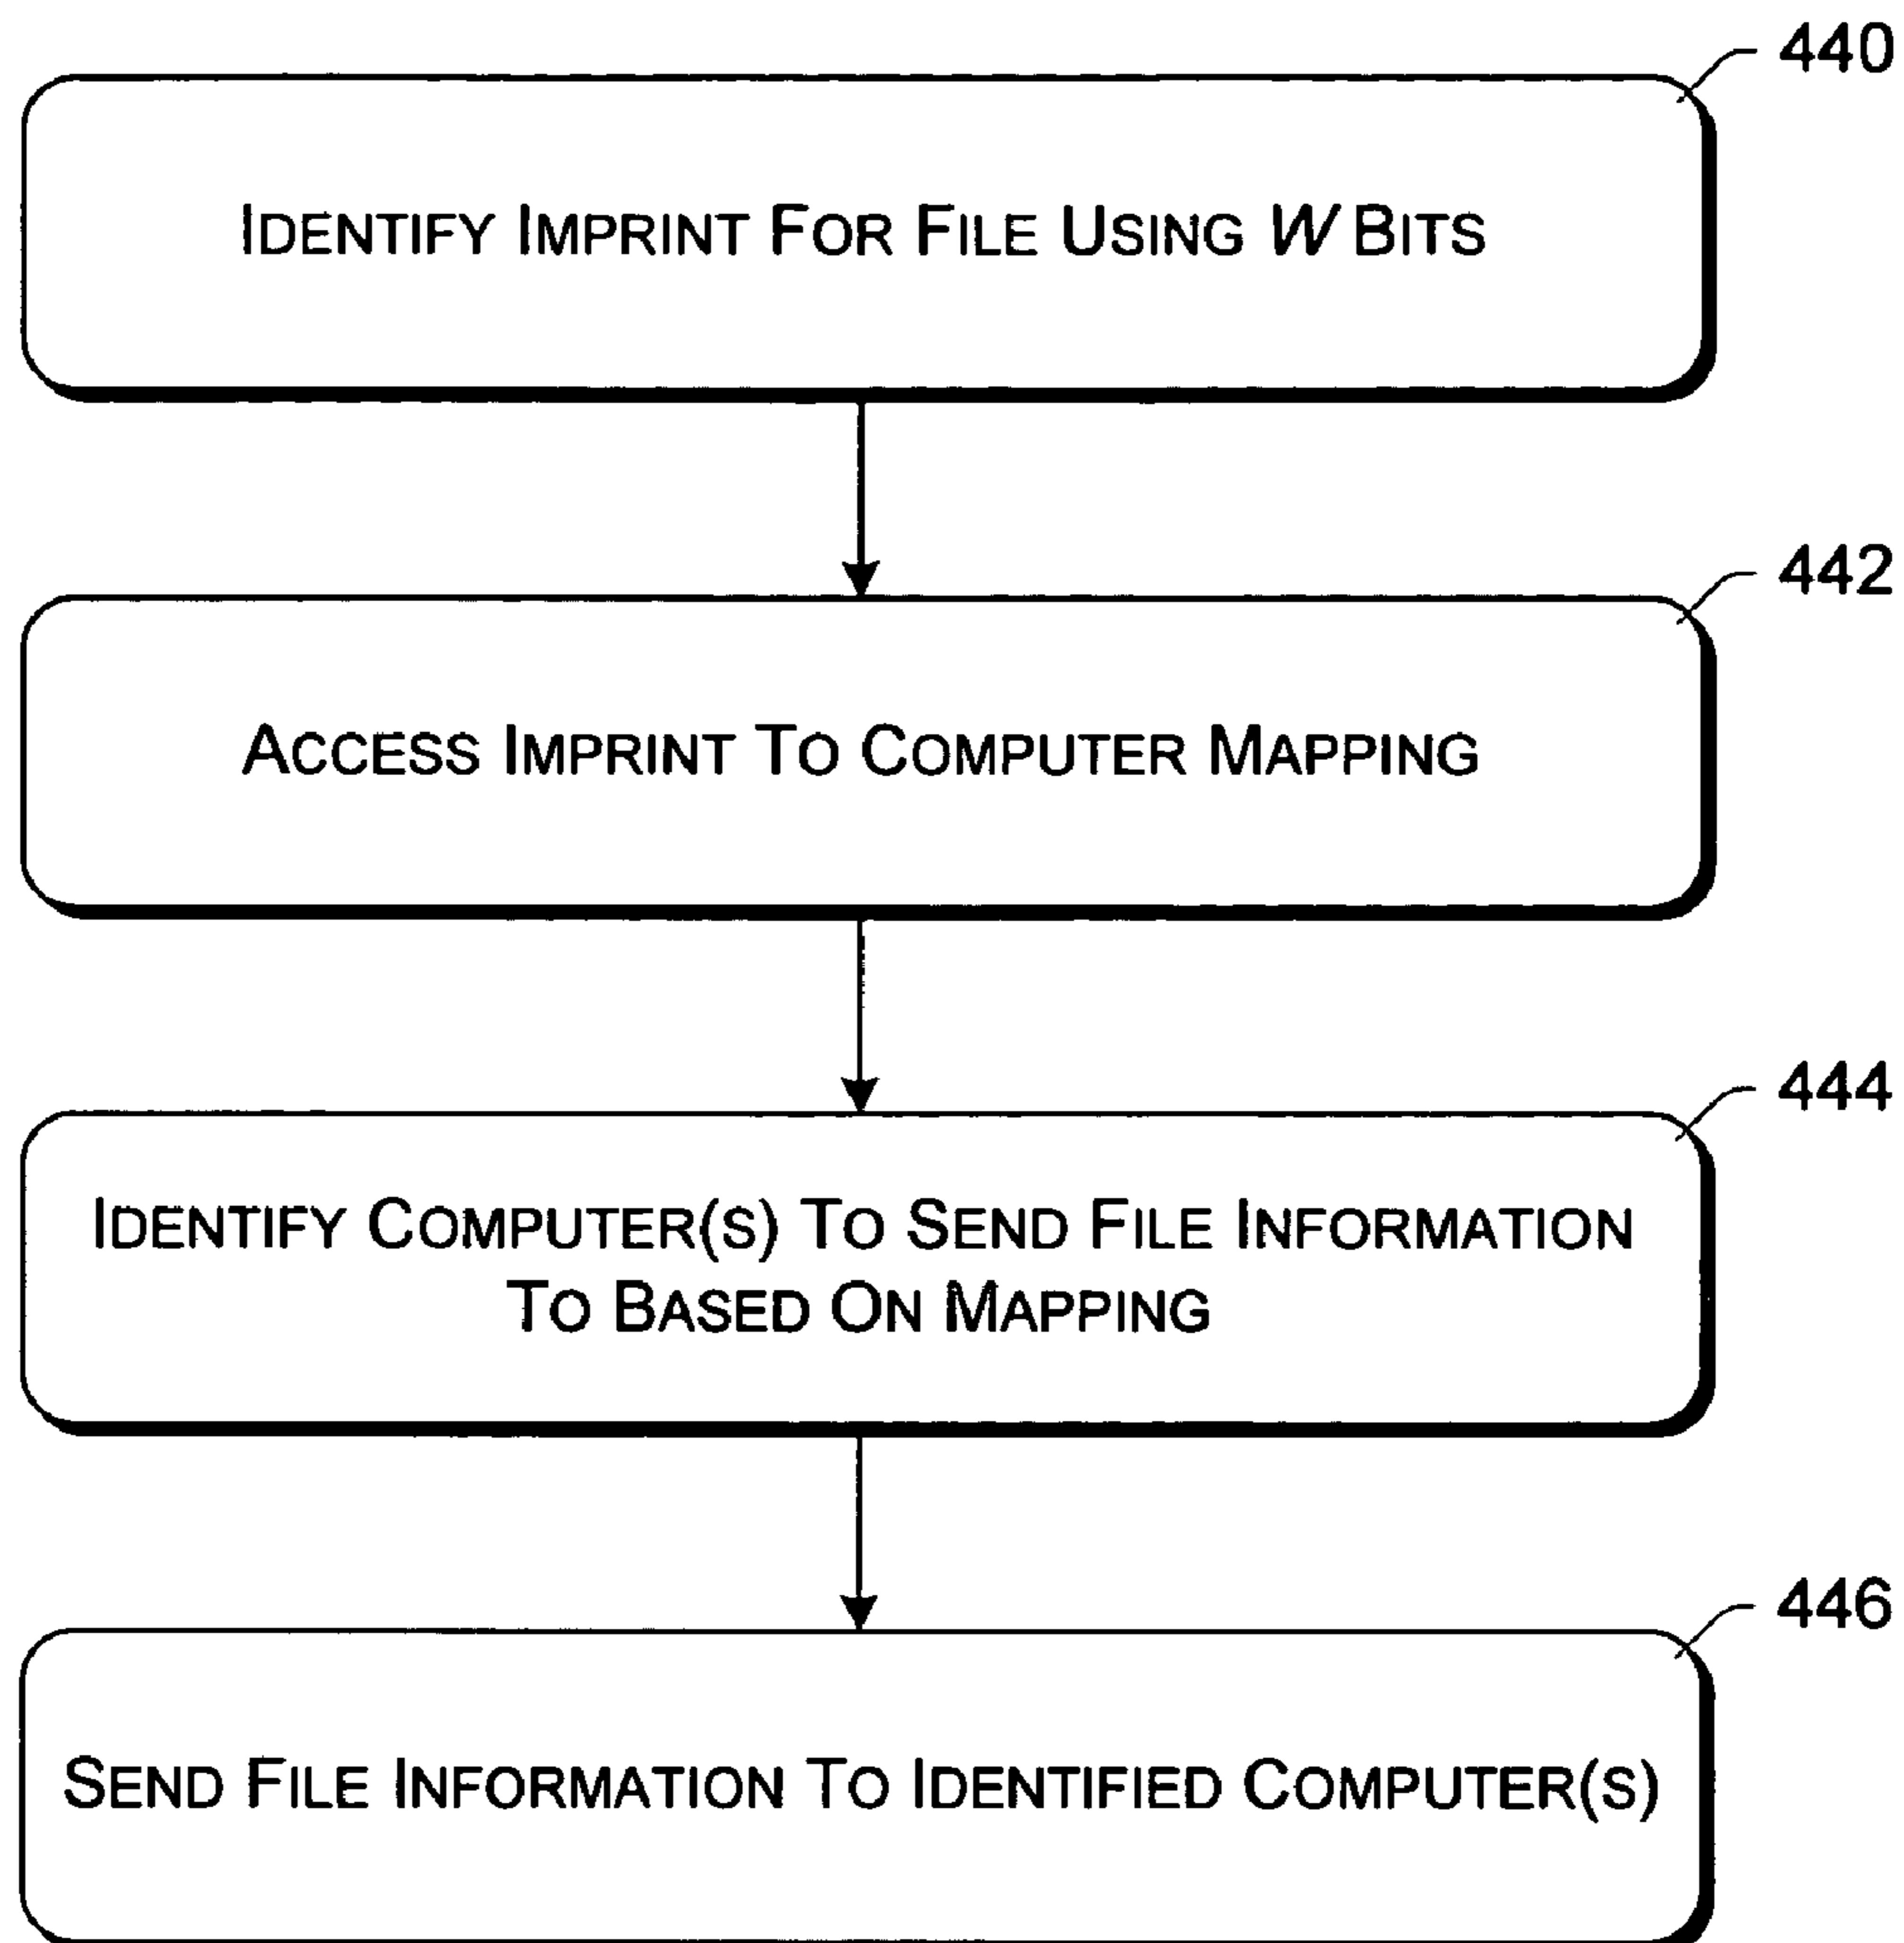 440
IDENTIFY IMPRINT FOR FILE USING W BITS
442
ACCESS IMPRINT TO COMPUTER MAPPING
444
IDENTIFY COMPUTER(S) TO SEND FILE INFORMATION
TO BASED ON MAPPING
446
SEND FILE INFORMATION TO IDENTIFIED COMPUTER(S)